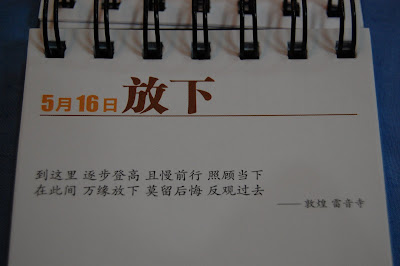 5月16日 放下
到这里 逐步登高 且慢前行 照顾当下
在此间 万缘放下 莫留后悔 反观过去
—— 敦煌 雷音寺